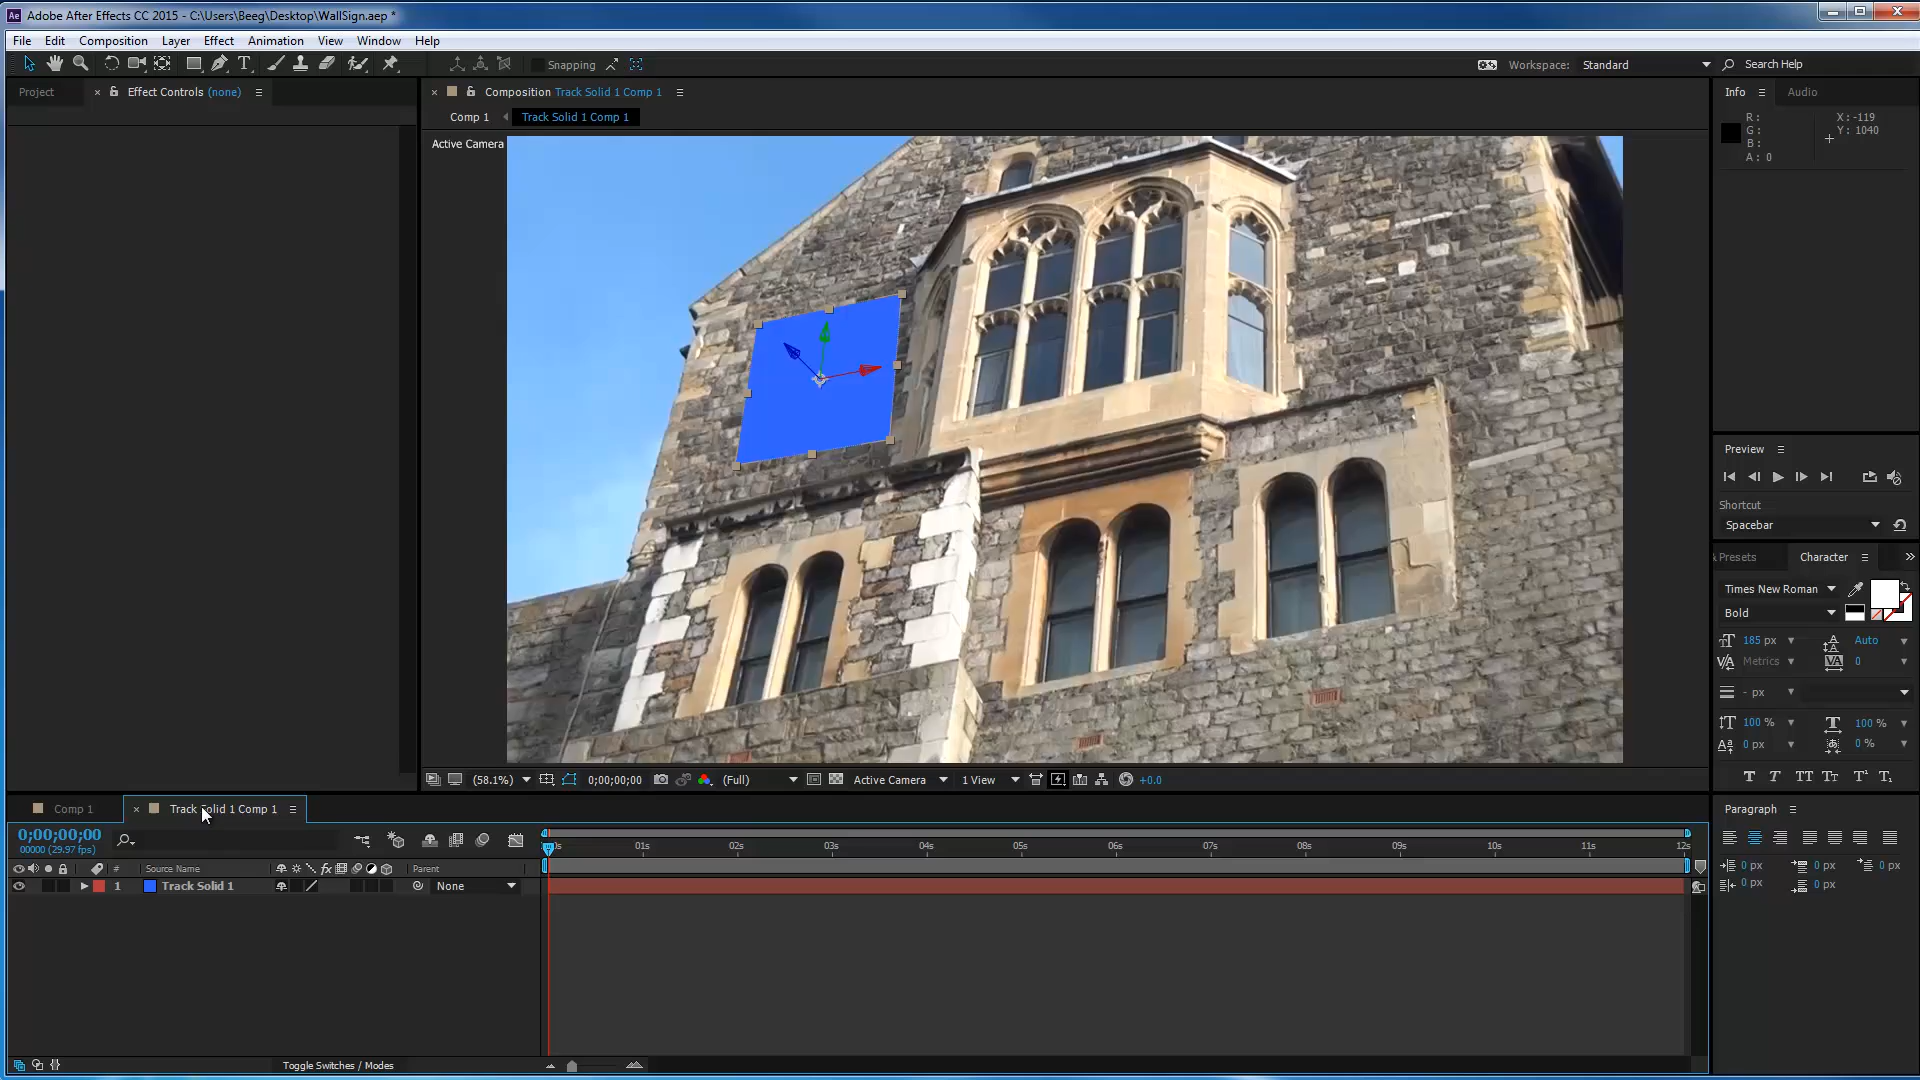 Adobe After Effects CC 2015 - C:\Users\Beeg\Desktop\WallSign.aep *
File Edit Composition Layer Effect Animation View Window Help
Snapping
Workspace: Standard
Search Help
Project
Effect Controls (none)
Composition Track Solid 1 Comp 1
Comp 1
Track Solid 1 Comp 1
Active Camera
(58.1%)
0;00;00;00
(Full)
Active Camera
1 View
+0.0
Info
Audio
R :
G :
B :
A : 0
X : -119
Y : 1040
Preview
Shortcut
Spacebar
& Presets
Character
Times New Roman
Bold
185 px
Auto
Metrics
0
- px
100 %
100 %
0 px
0 %
Paragraph
0 px
0 px
0 px
0 px
0 px
Comp 1
Track Solid 1 Comp 1
0;00;00;00
00000 (29.97 fps)
01s 02s 03s 04s 05s 06s 07s 08s 09s 10s 11s 12s
# Source Name
Parent
1
Track Solid 1
None
Toggle Switches / Modes